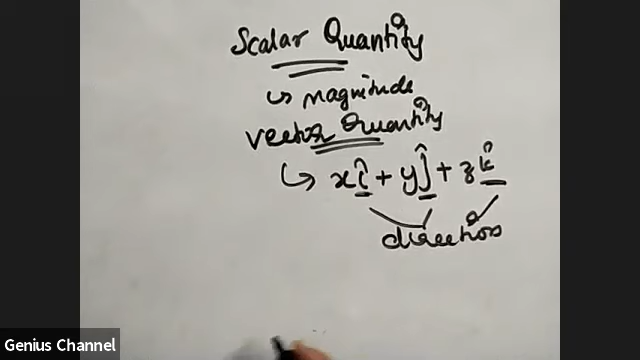 Scalar Quantity
↳ magnitude
vector Quantity
↳ xî + yĵ + zk̂
direction
Genius Channel